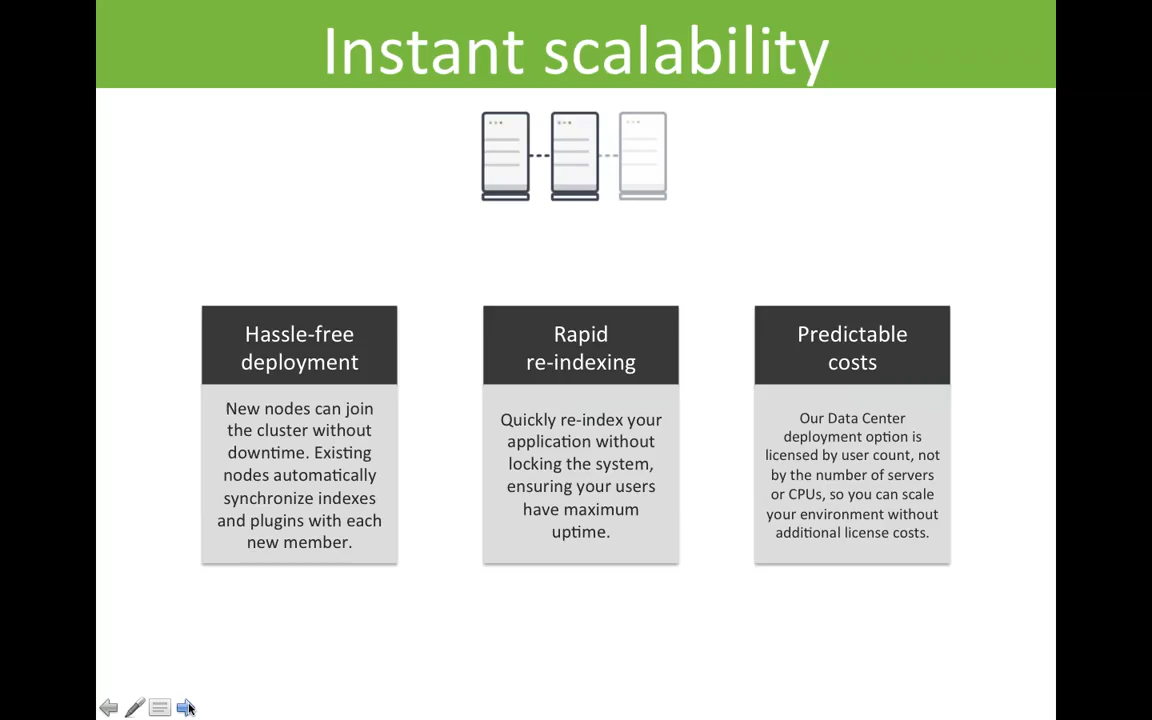 Instant scalability
Hassle-free
deployment
New nodes can join
the cluster without
downtime. Existing
nodes automatically
synchronize indexes
and plugins with each
new member.
Rapid
re-indexing
Quickly re-index your
application without
locking the system,
ensuring your users
have maximum
uptime.
Predictable
costs
Our Data Center
deployment option is
licensed by user count, not
by the number of servers
or CPUs, so you can scale
your environment without
additional license costs.